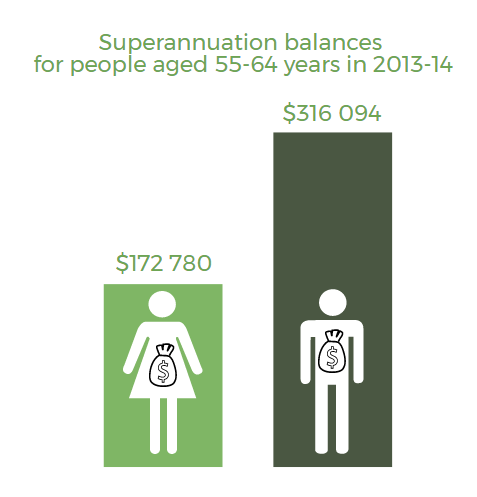 Superannuation balances
for people aged 55-64 years in 2013-14
$316 094
$172 780
$
$